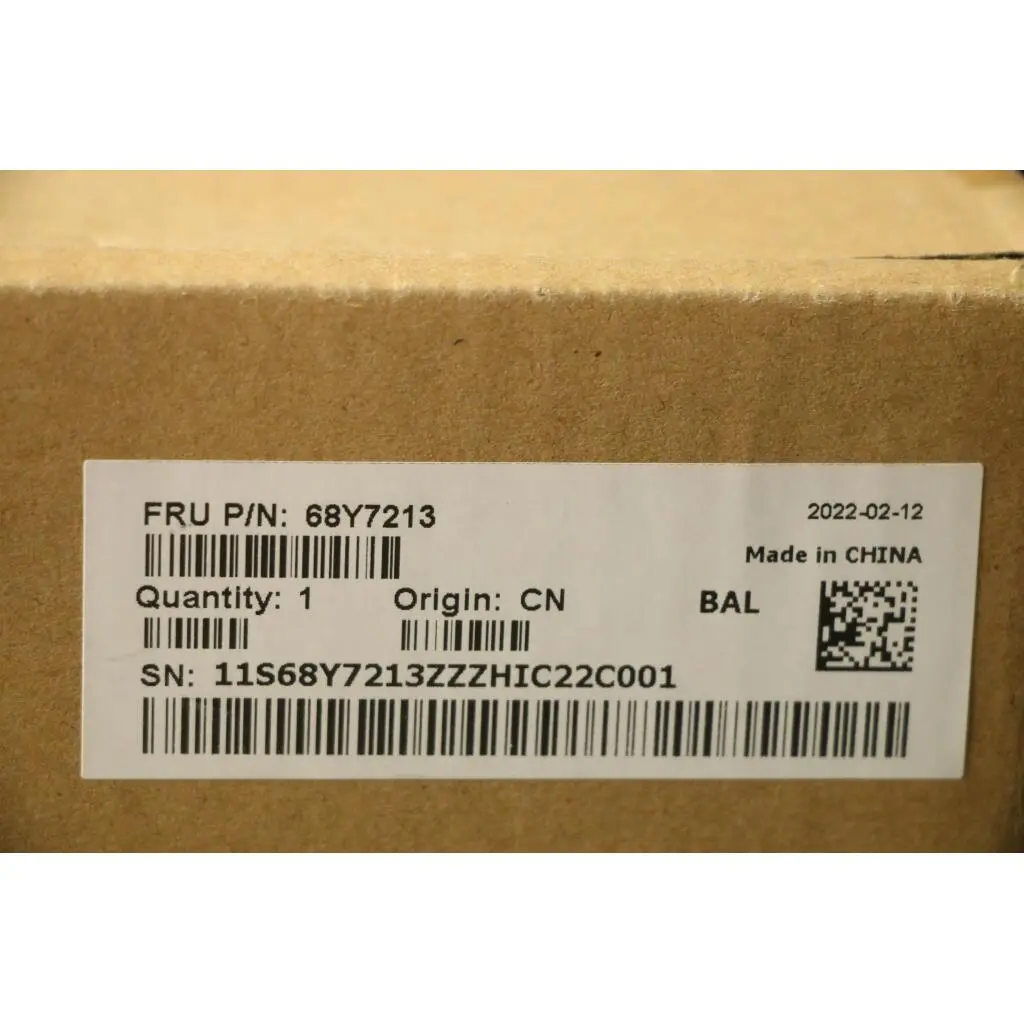 FRU P/N: 68Y7213
2022-02-12
Made in CHINA
Quantity: 1 Origin: CN BAL
SN: 11S68Y7213ZZZHIC22C001